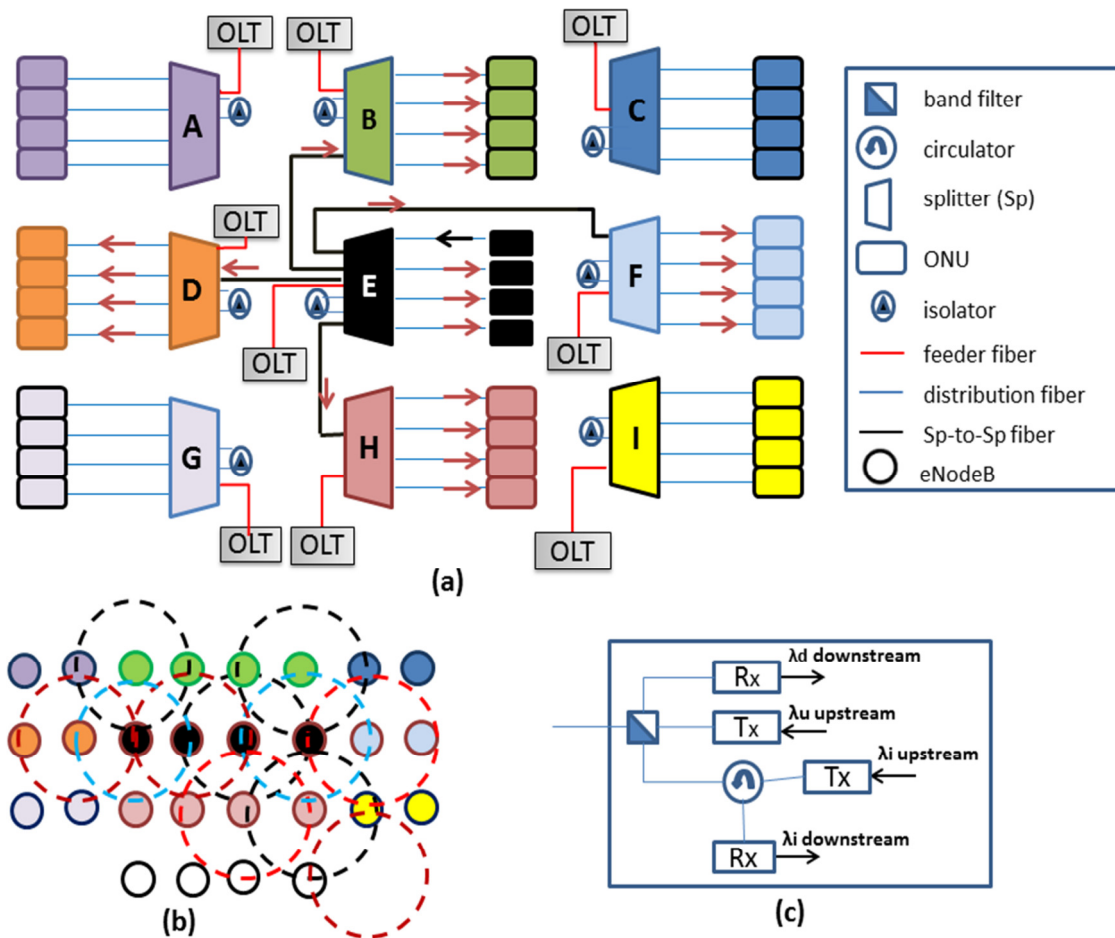 OLT
OLT
OLT
A
B
C
D
E
F
G
H
I
OLT
OLT
OLT
OLT
OLT
OLT
band filter
circulator
splitter (Sp)
ONU
isolator
feeder fiber
distribution fiber
Sp-to-Sp fiber
eNodeB
(a)
(b)
Rx
λd downstream
Tx
λu upstream
λi upstream
Tx
λi downstream
Rx
(c)